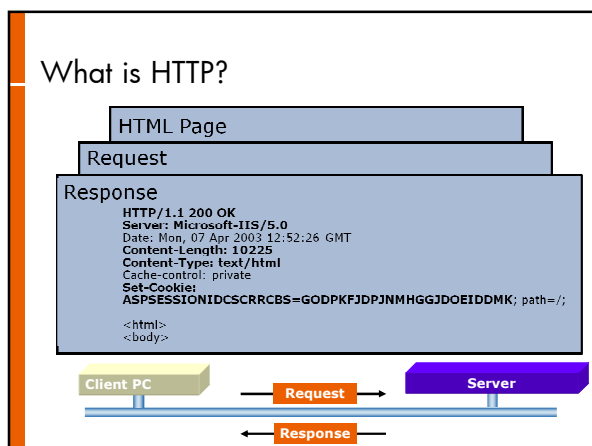 What is HTTP?
HTML Page
Request
Response
HTTP/1.1 200 OK
Server: Microsoft-IIS/5.0
Date: Mon, 07 Apr 2003 12:52:26 GMT
Content-Length: 10225
Content-Type: text/html
Cache-control: private
Set-Cookie:
ASPSESSIONIDCSCRRCBS=GODPKFJDPJNMHGGJDOEIDDMK; path=/;
<html>
<body>
Client PC
Request
Server
Response